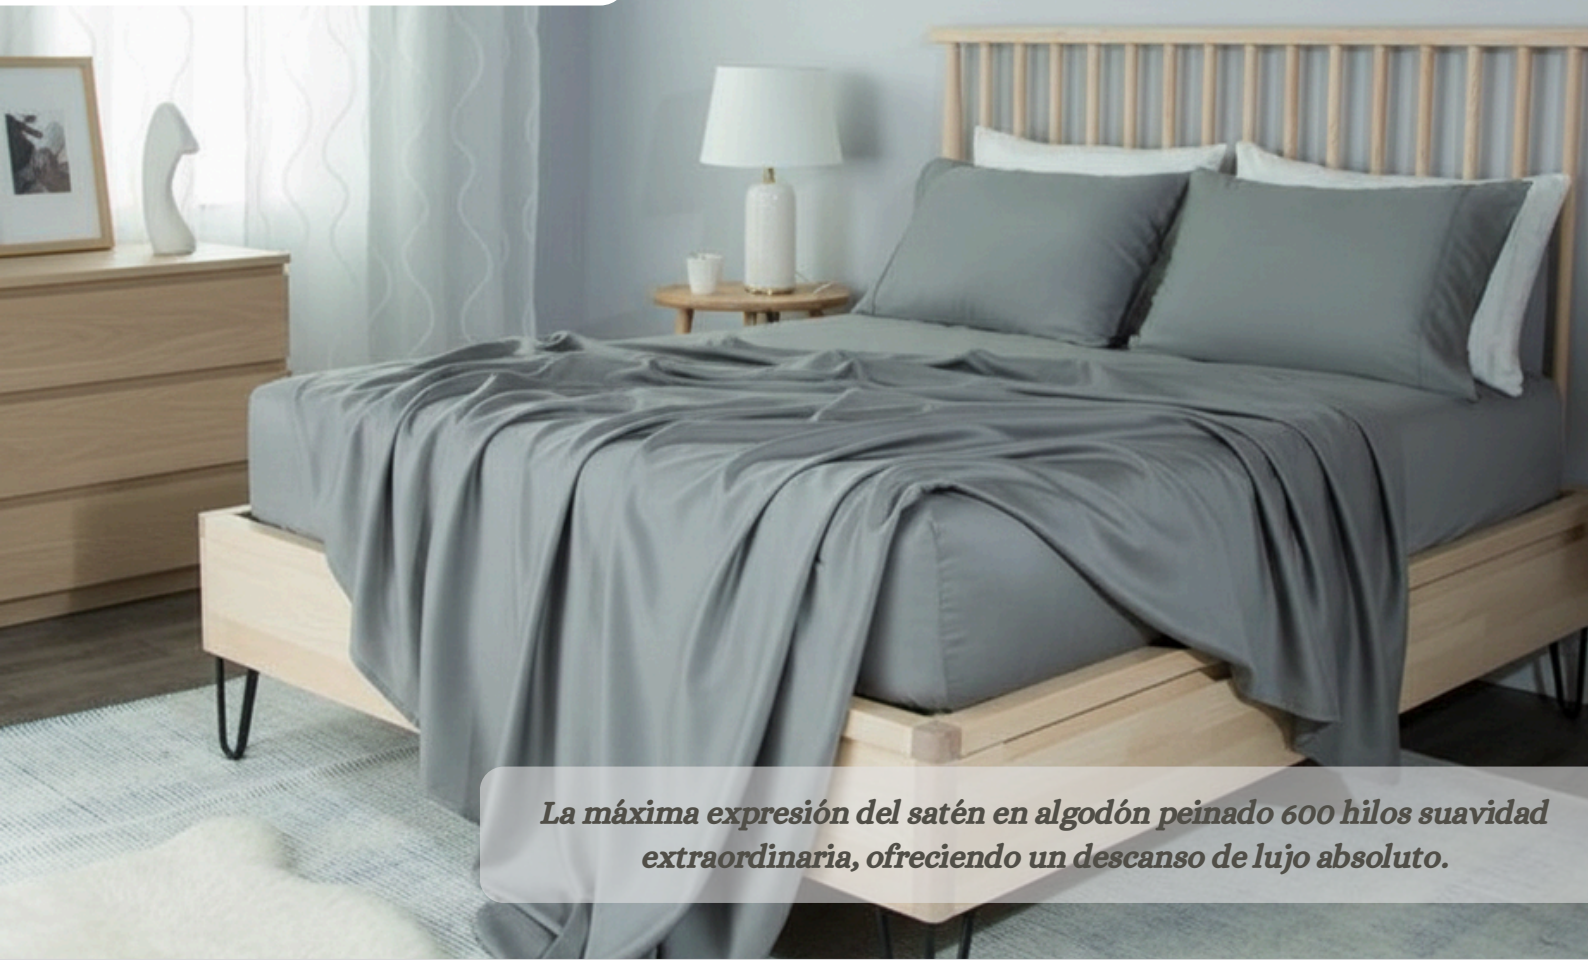 La máxima expresión del satén en algodón peinado 600 hilos suavidad
extraordinaria, ofreciendo un descanso de lujo absoluto.